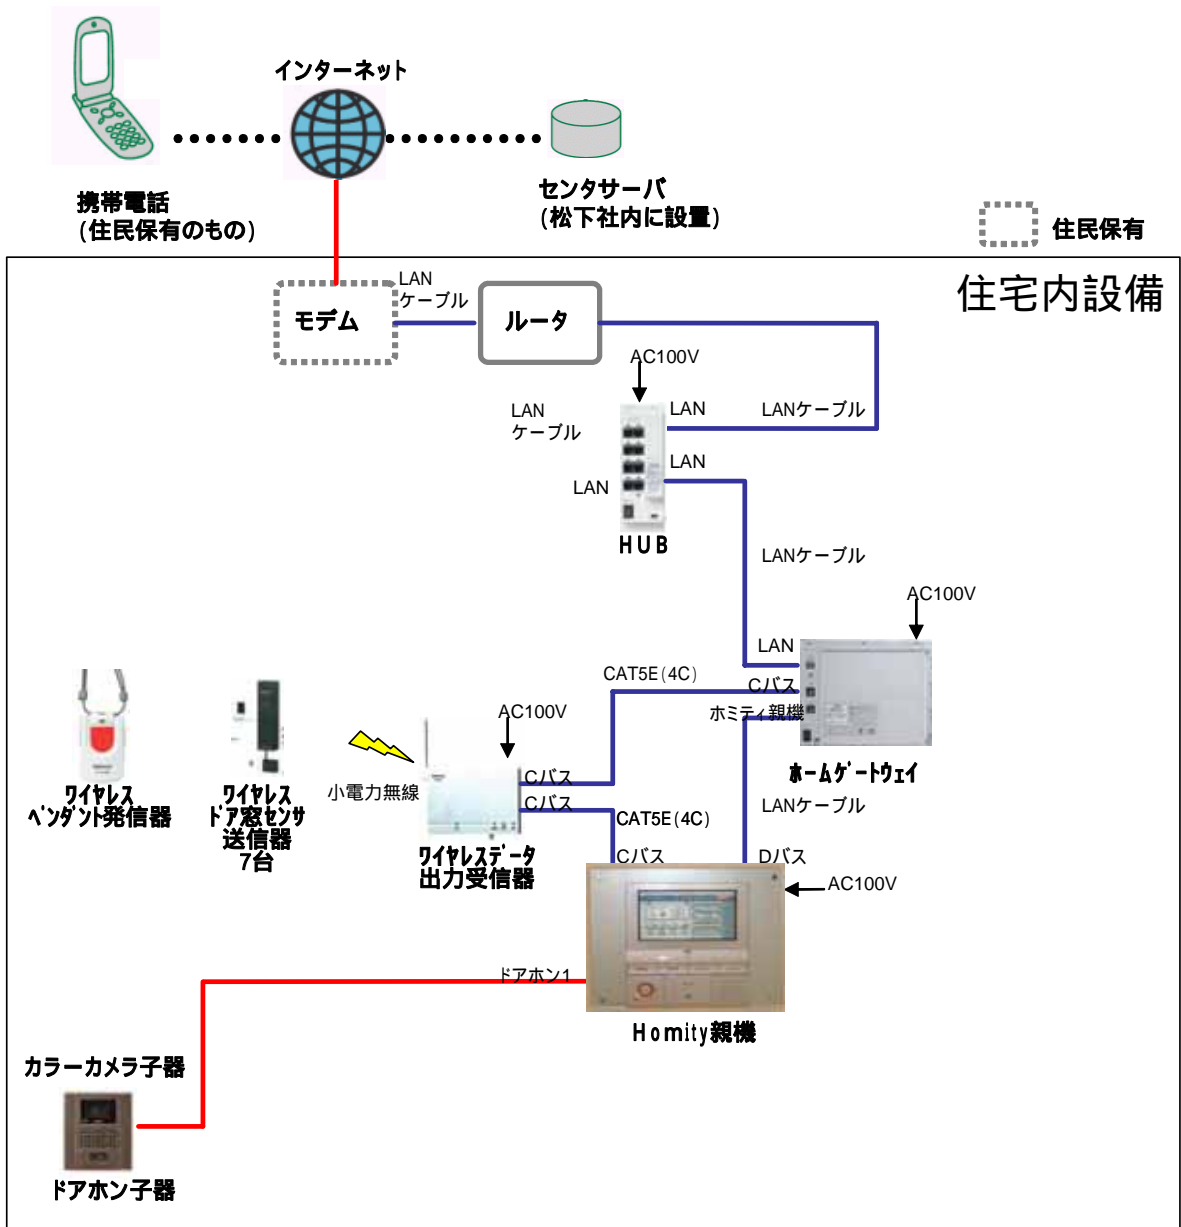 インターネット
センタサーバ
(松下社内に設置)
携帯電話
(住民保有のもの)
住民保有
住宅内設備
LAN
ケーブル
モデム
ルータ
AC100V
LAN
ケーブル
LAN
LANケーブル
LAN
LAN
HUB
LANケーブル
AC100V
LAN
CAT5E(4C)
Cバス
ホミティ親機
AC100V
ホームゲートウェイ
小電力無線
Cバス
Cバス
LANケーブル
CAT5E(4C)
ワイヤレス
ペンダント発信器
ワイヤレス
ドア窓センサ
送信器
7台
ワイヤレスデータ
出力受信器
Cバス
Dバス
AC100V
ドアホン1
Homity親機
カラーカメラ子器
ドアホン子器